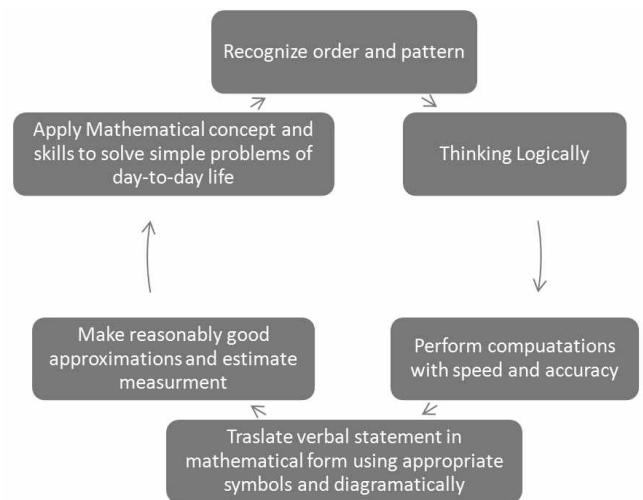 Recognize order and pattern
Thinking Logically
Perform compuatations
with speed and accuracy
Traslate verbal statement in
mathematical form using appropriate
symbols and diagramatically
Make reasonably good
approximations and estimate
measurment
Apply Mathematical concept and
skills to solve simple problems of
day-to-day life